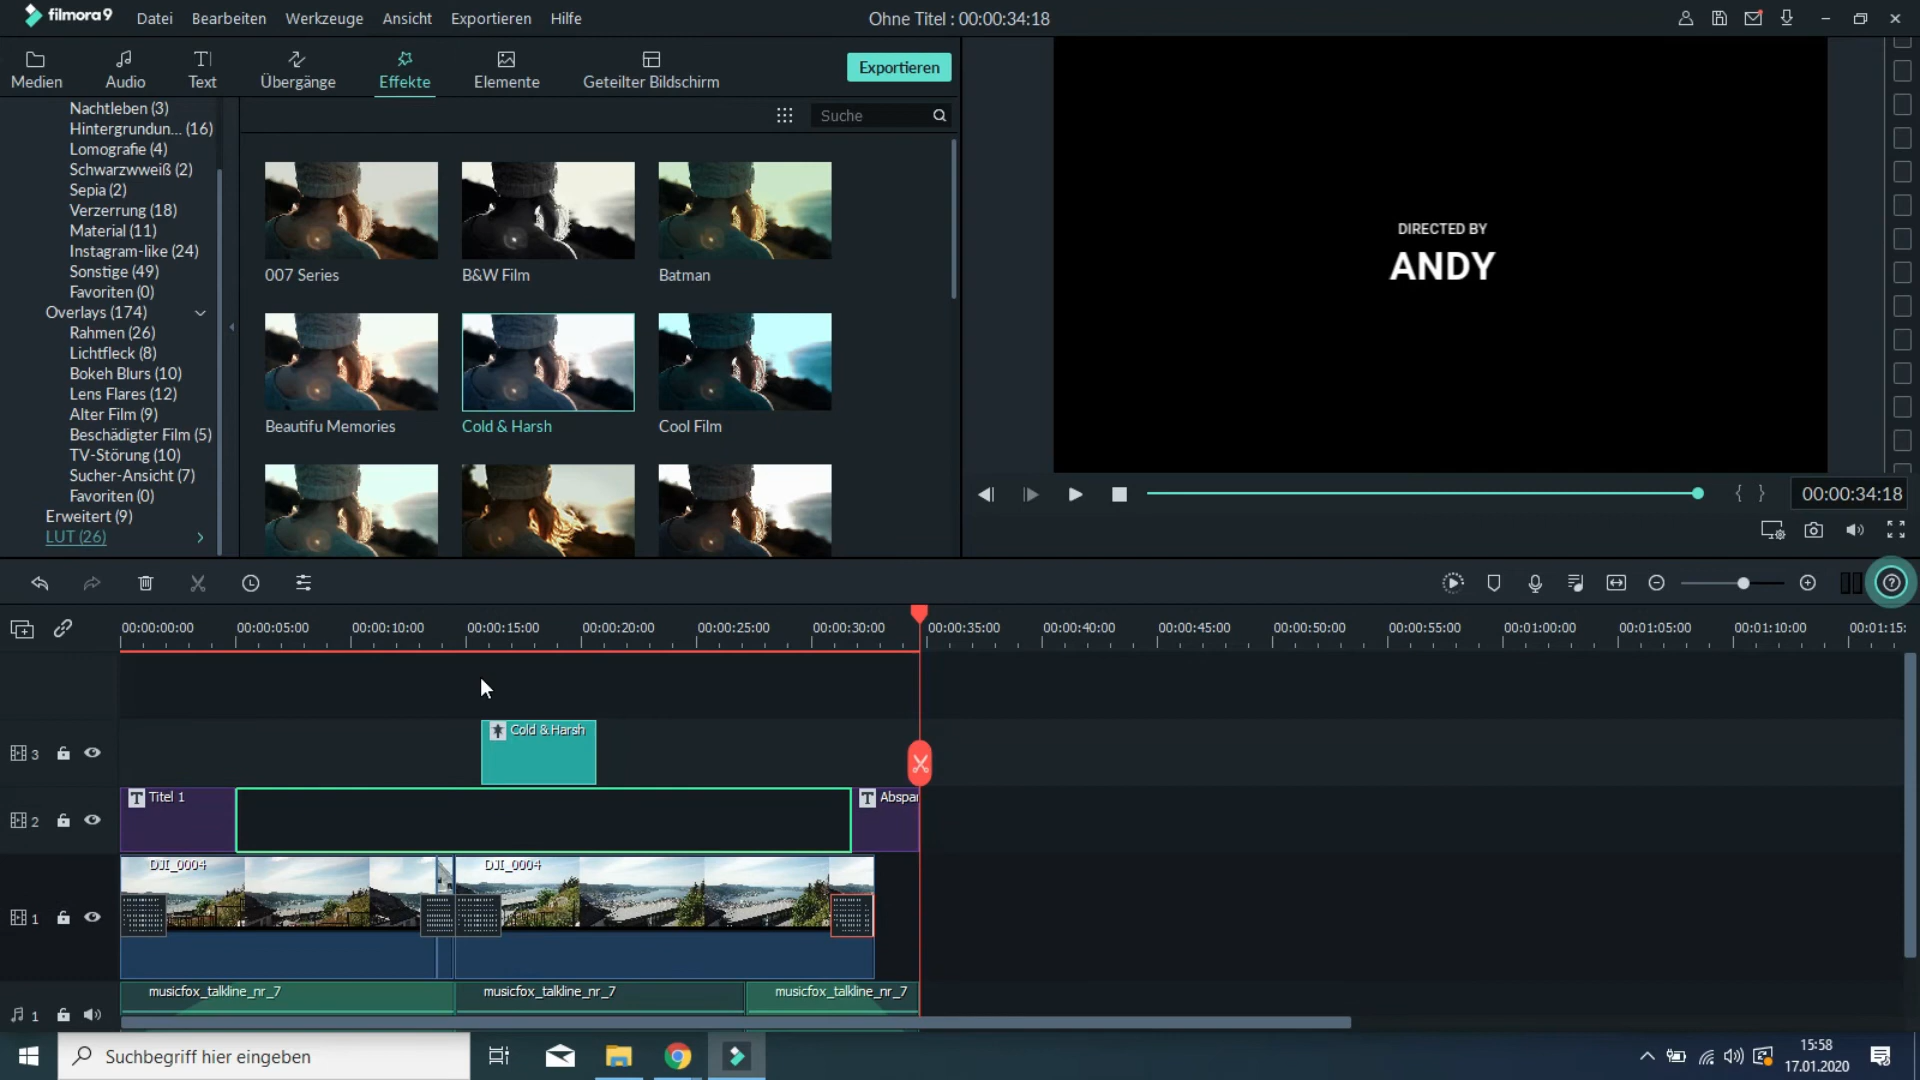 filmora9
Datei Bearbeiten Werkzeuge Ansicht Exportieren Hilfe
Ohne Titel : 00:00:34:18
Medien Audio Text Übergänge Effekte Elemente Geteilter Bildschirm
Exportieren
Suche
Nachtleben (3)
Hintergrundun... (16)
Lomografie (4)
Schwarzwweiß (2)
Sepia (2)
Verzerrung (18)
Material (11)
Instagram-like (24)
Sonstige (49)
Favoriten (0)
Overlays (174)
Rahmen (26)
Lichtfleck (8)
Bokeh Blurs (10)
Lens Flares (12)
Alter Film (9)
Beschädigter Film (5)
TV-Störung (10)
Sucher-Ansicht (7)
Favoriten (0)
Erweitert (9)
LUT (26)
007 Series B&W Film Batman
Beautifu Memories Cold & Harsh Cool Film
DIRECTED BY
ANDY
00:00:34:18
00:00:00:00 00:00:05:00 00:00:10:00 00:00:15:00 00:00:20:00 00:00:25:00 00:00:30:00 00:00:35:00 00:00:40:00 00:00:45:00 00:00:50:00 00:00:55:00 00:01:00:00 00:01:05:00 00:01:10:00 00:01:15:
3
Cold & Harsh
2
T Titel 1
T Abspa
1
DJI_0004 DJI_0004
1
musicfox_talkline_nr_7 musicfox_talkline_nr_7 musicfox_talkline_nr_7
Suchbegriff hier eingeben
15:58
17.01.2020